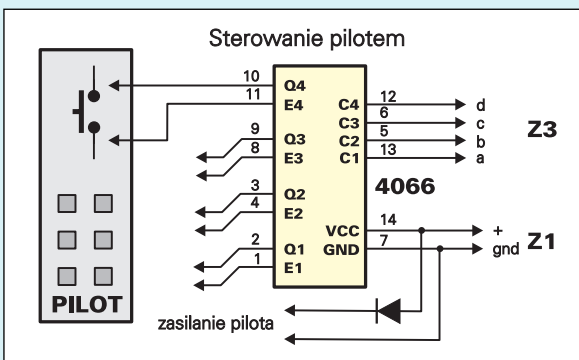 Sterowanie pilotem
10 Q4 C4 12 d
11 E4 C3 6 c Z3
9 Q3 C2 5 b
8 E3 C1 13 a
4066
3 Q2
4 E2 VCC 14 +
2 Q1 GND 7 gnd Z1
1 E1
PILOT
zasilanie pilota